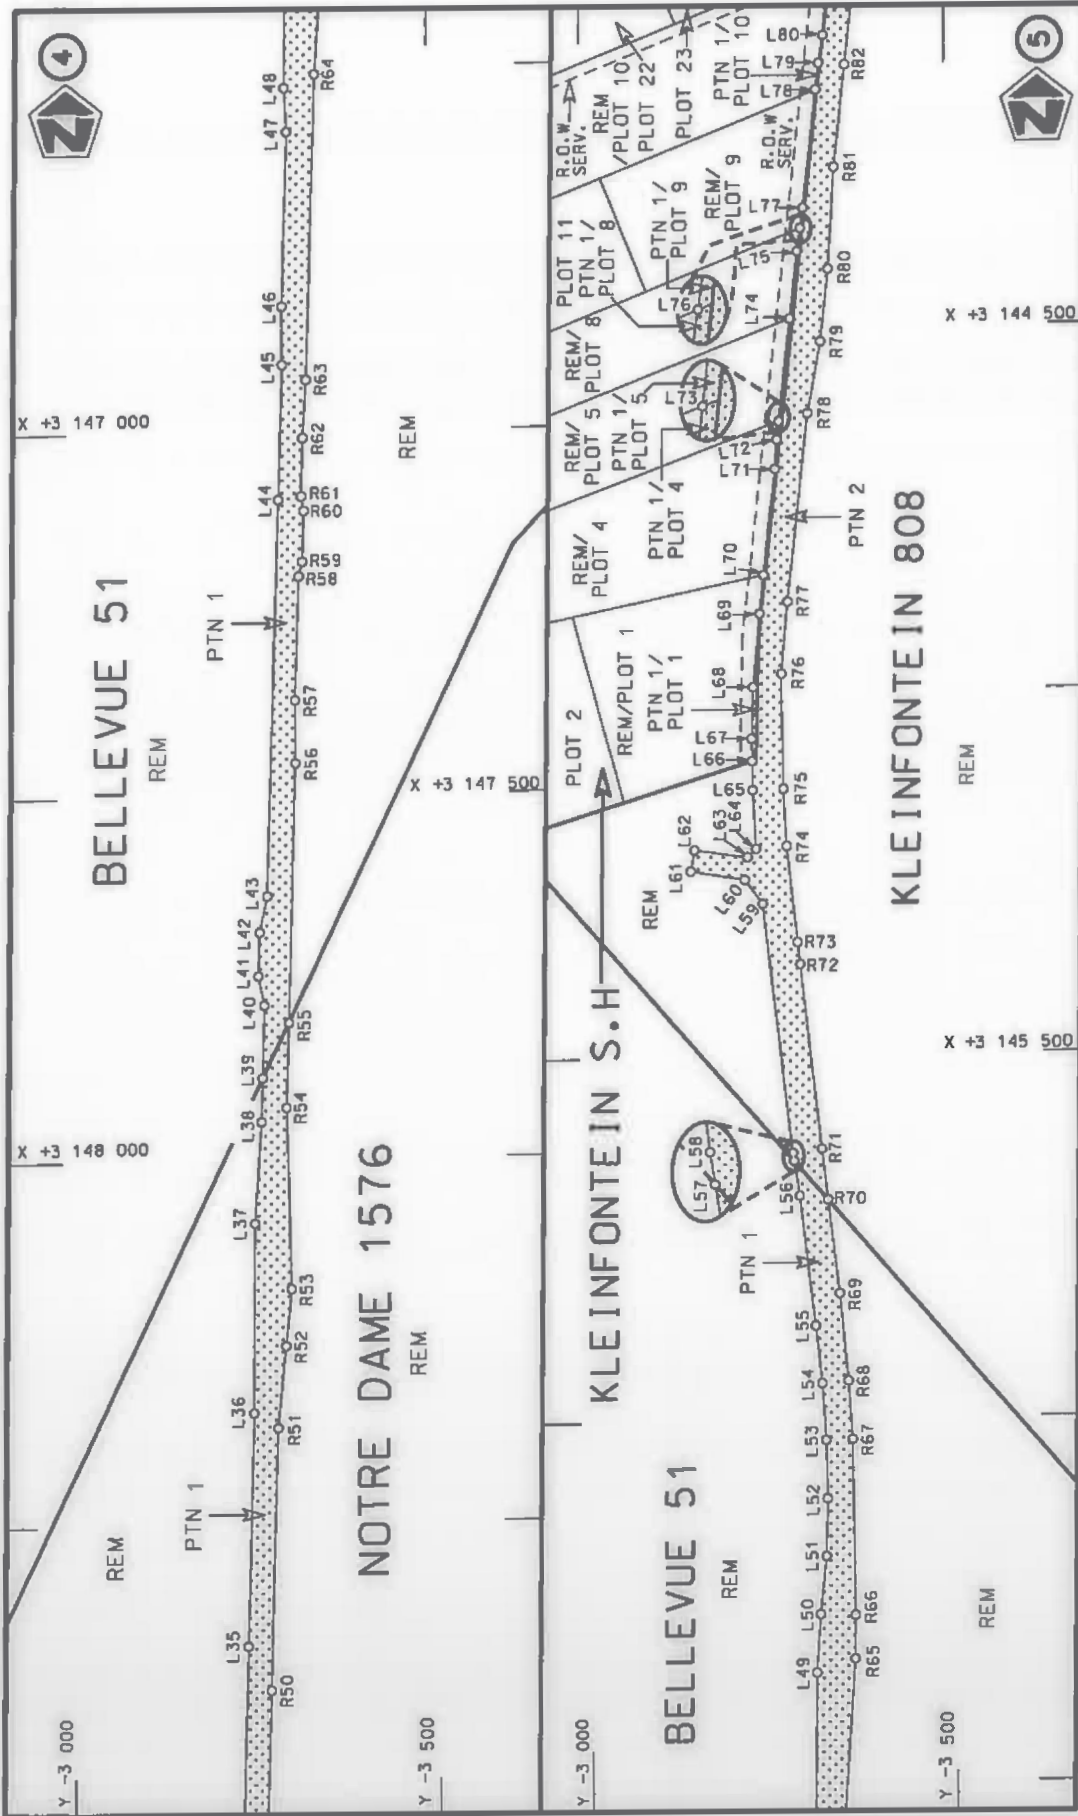 4
N
L48
L47
L46
L45
L44
L43
L42
L41
L40
L39
L38
L37
L36
L35
R64
R63
R62
R61
R60
R59
R58
R57
R56
R55
R54
R53
R52
R51
R50
X +3 147 000
X +3 147 500
X +3 148 000
Y -3 000
Y -3 500
BELLEVUE 51
REM
PTN 1
REM
NOTRE DAME 1576
REM
REM
PTN 1
5
N
R.O.W
SERV.
REM
/PLOT 10
PLOT 22
PLOT 23
PTN 1/
PLOT 10
L80
L79
L78
R82
R81
R80
R79
R78
R77
R76
R75
R74
R73
R72
R71
R70
R69
R68
R67
R66
R65
PLOT 11
PTN 1/
PLOT 8
PTN 1/
PLOT 9
REM/
PLOT 9
R.O.W
SERV.
L77
L76
L75
L74
REM/
PLOT 8
REM/
PLOT 5
PTN 1/
PLOT 5
L73
L72
L71
PTN 1/
PLOT 4
REM/
PLOT 4
L70
L69
L68
L67
L66
L65
L64
L63
L62
L61
L60
L59
PLOT 2
REM/PLOT 1
PTN 1/
PLOT 1
PTN 2
KLEINFONTEIN 808
REM
REM
KLEINFONTEIN S.H
L58
L57
L56
L55
L54
L53
L52
L51
L50
L49
PTN 1
BELLEVUE 51
REM
REM
X +3 144 500
X +3 145 500
Y -3 000
Y -3 500